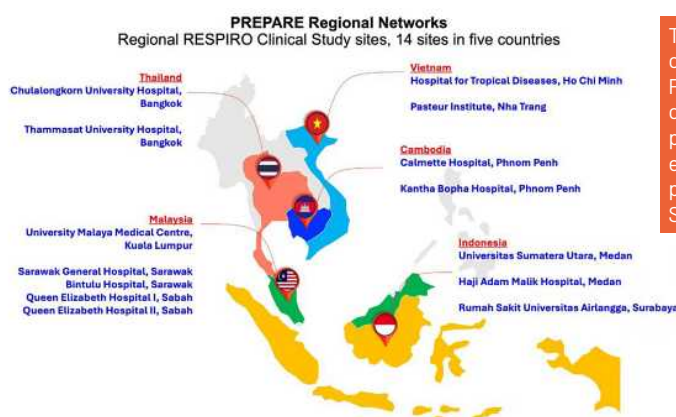 PREPARE Regional Networks
Regional RESPIRO Clinical Study sites, 14 sites in five countries
Thailand
Chulalongkorn University Hospital,
Bangkok
Thammasat University Hospital,
Bangkok
Vietnam
Hospital for Tropical Diseases, Ho Chi Minh
Pasteur Institute, Nha Trang
Cambodia
Calmette Hospital, Phnom Penh
Kantha Bopha Hospital, Phnom Penh
Malaysia
University Malaya Medical Centre,
Kuala Lumpur
Sarawak General Hospital, Sarawak
Bintulu Hospital, Sarawak
Queen Elizabeth Hospital I, Sabah
Queen Elizabeth Hospital II, Sabah
Indonesia
Universitas Sumatera Utara, Medan
Haji Adam Malik Hospital, Medan
Rumah Sakit Universitas Airlangga, Surabaya